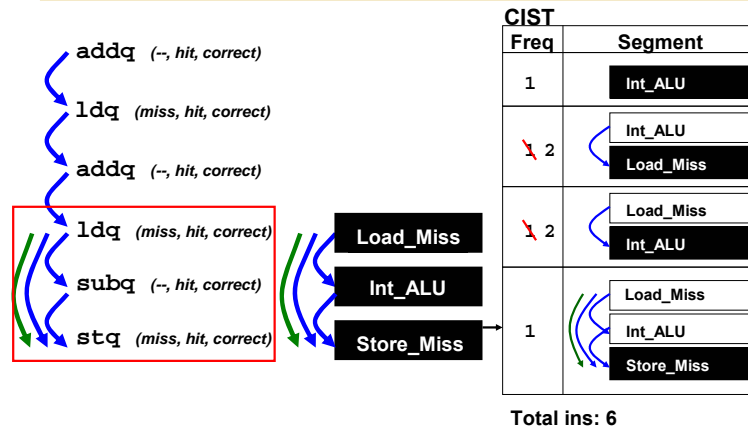 CIST
Freq Segment
addq (--, hit, correct)
ldq (miss, hit, correct)
addq (--, hit, correct)
ldq (miss, hit, correct)
subq (--, hit, correct)
stq (miss, hit, correct)
Load_Miss
Int_ALU
Store_Miss
1 Int_ALU
1 2 Int_ALU
Load_Miss
1 2 Load_Miss
Int_ALU
1 Load_Miss
Int_ALU
Store_Miss
Total ins: 6